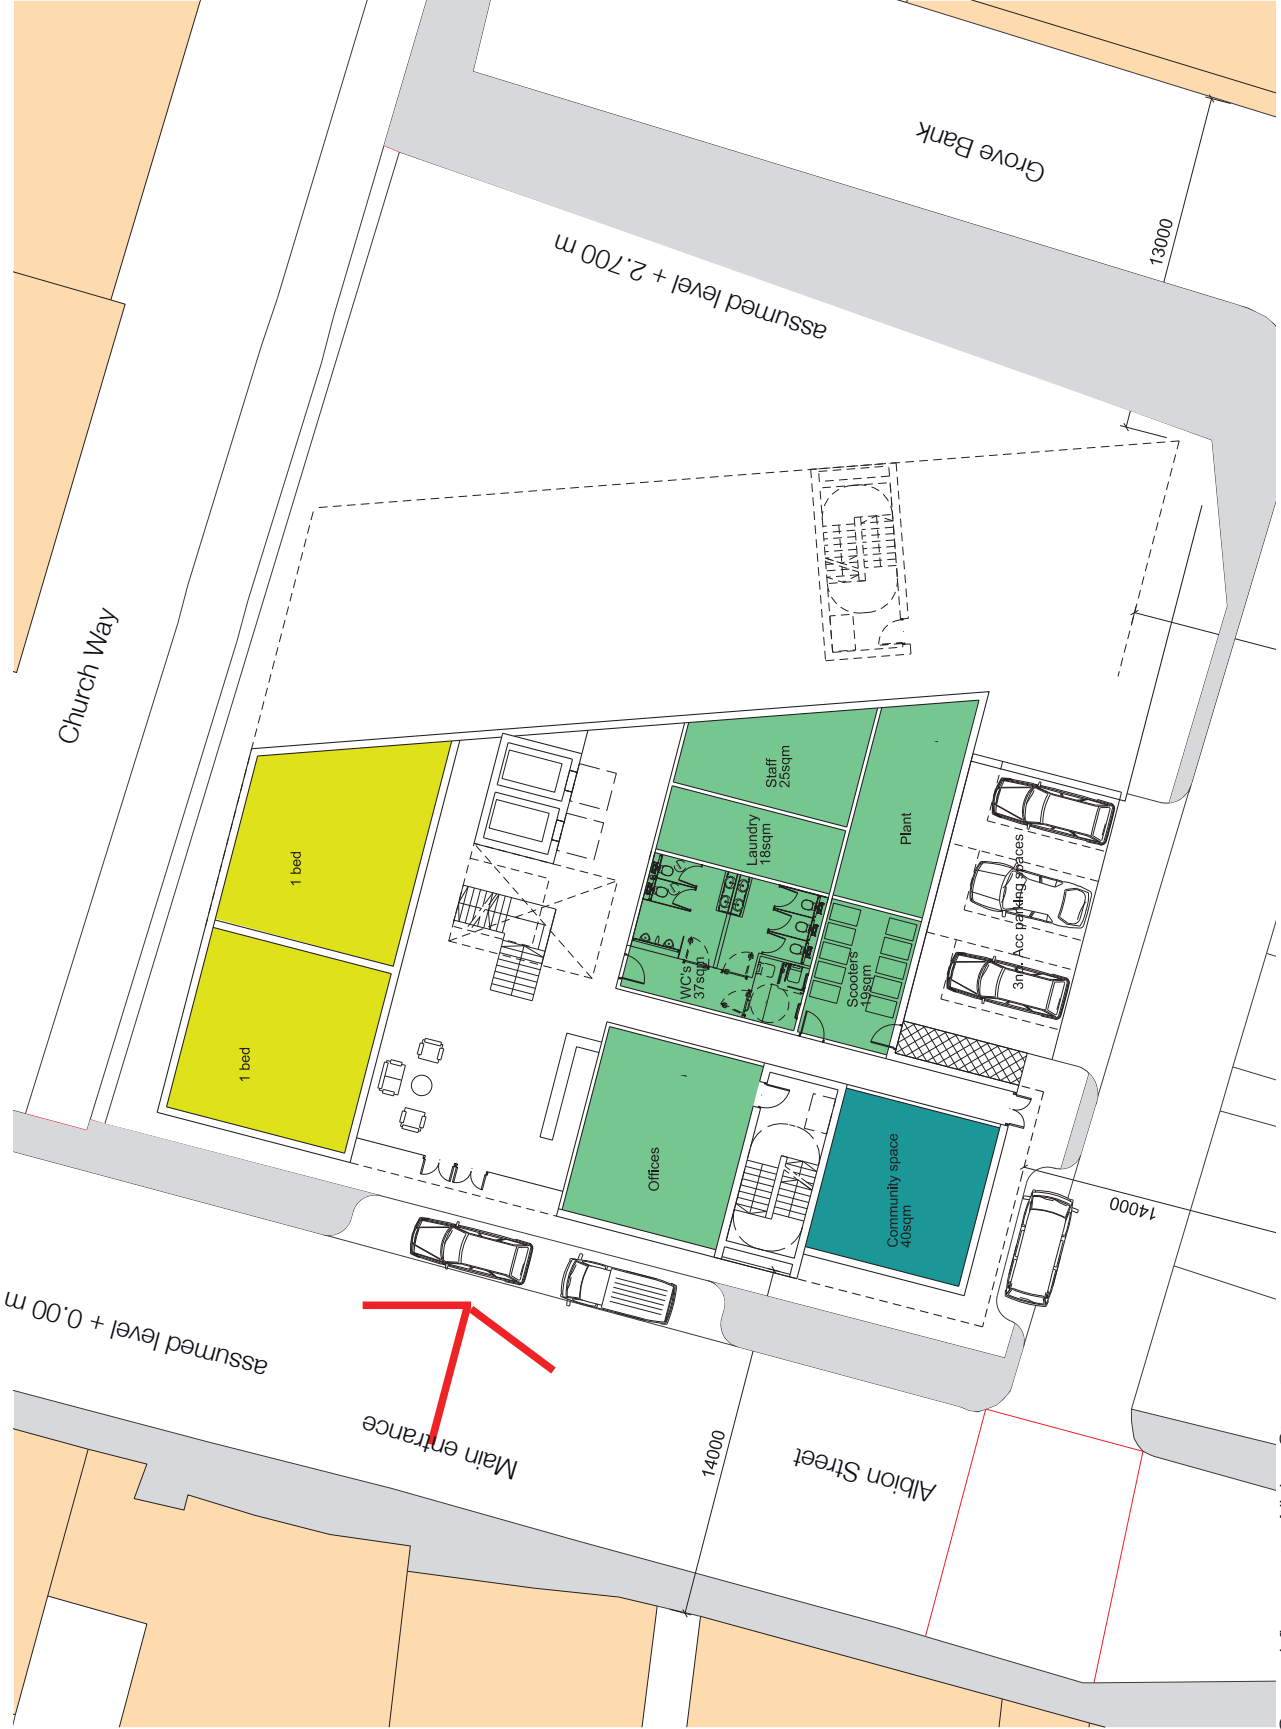 Grove Bank
13000
assumed level + 2.700 m
Church Way
1 bed
1 bed
Staff
25sqm
Laundry
18sqm
Plant
WC's
37sqm
Scooters
19sqm
3no. Acc parking spaces
Offices
Community space
40sqm
14000
assumed level + 0.00 m
Main entrance
14000
Albion Street